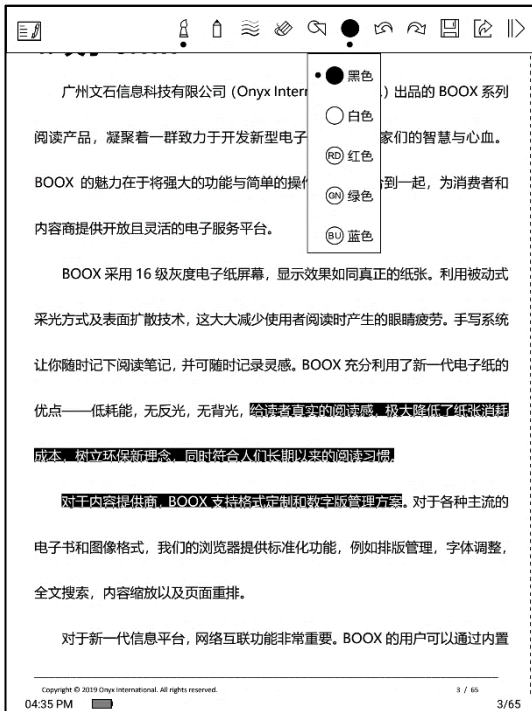 黑色
白色
RD 红色
GN 绿色
BU 蓝色
广州文石信息科技有限公司（Onyx Inter .）出品的 BOOX 系列
阅读产品，凝聚着一群致力于开发新型电子 家们的智慧与心血。
BOOX 的魅力在于将强大的功能与简单的操 到一起，为消费者和
内容商提供开放且灵活的电子服务平台。
BOOX 采用 16 级灰度电子纸屏幕，显示效果如同真正的纸张。利用被动式
采光方式及表面扩散技术，这大大减少使用者阅读时产生的眼睛疲劳。手写系统
让你随时记下阅读笔记，并可随时记录灵感。BOOX 充分利用了新一代电子纸的
优点——低耗能，无反光，无背光，给读者真实的阅读感，极大降低了纸张消耗
成本，树立环保新理念，同时符合人们长期以来的阅读习惯。
对于内容提供商，BOOX 支持格式定制和数字版管理方案。对于各种主流的
电子书和图像格式，我们的浏览器提供标准化功能，例如排版管理，字体调整，
全文搜索，内容缩放以及页面重排。
对于新一代信息平台，网络互联功能非常重要。BOOX 的用户可以通过内置
Copyright © 2019 Onyx International. All rights reserved. 3 / 65
04:35 PM 3/65